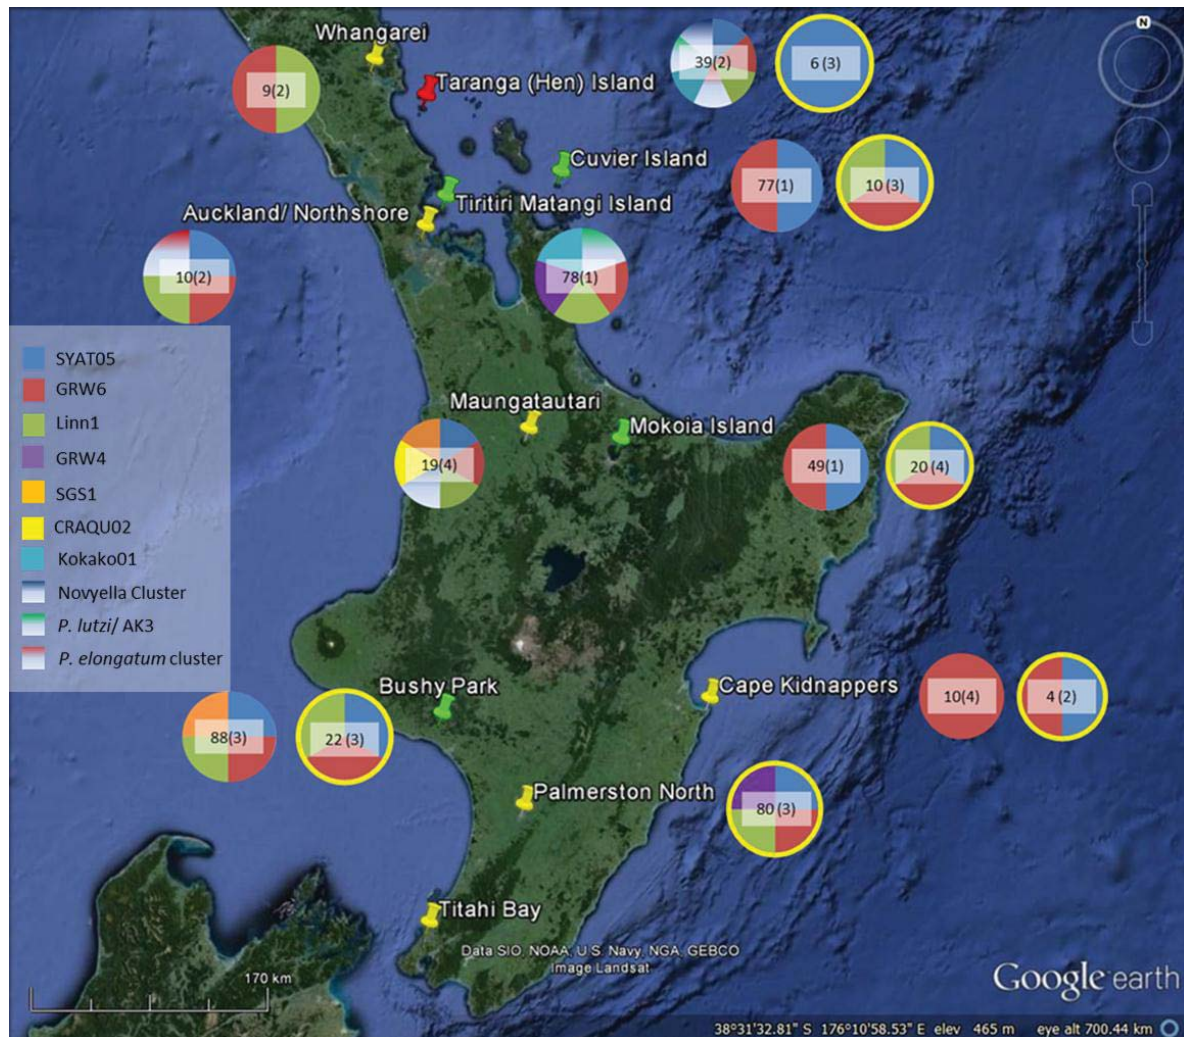 Whangarei
N
39(2)
6 (3)
9(2)
Taranga (Hen) Island
Cuvier Island
77(1)
10 (3)
Tiritiri Matangi Island
Auckland/ Northshore
10(2)
78(1)
SYAT05
GRW6
Linn1
GRW4
SGS1
CRAQU02
Kokako01
Novyella Cluster
P. lutzi/ AK3
P. elongatum cluster
Maungatautari
Mokoia Island
19(4)
49(1)
20 (4)
Bushy Park
Cape Kidnappers
10(4)
4 (2)
88(3)
22 (3)
Palmerston North
80 (3)
Titahi Bay
Data SIO, NOAA, U.S. Navy, NGA, GEBCO
Image Landsat
170 km
Google earth
38°31'32.81" S 176°10'58.53" E elev 465 m eye alt 700.44 km